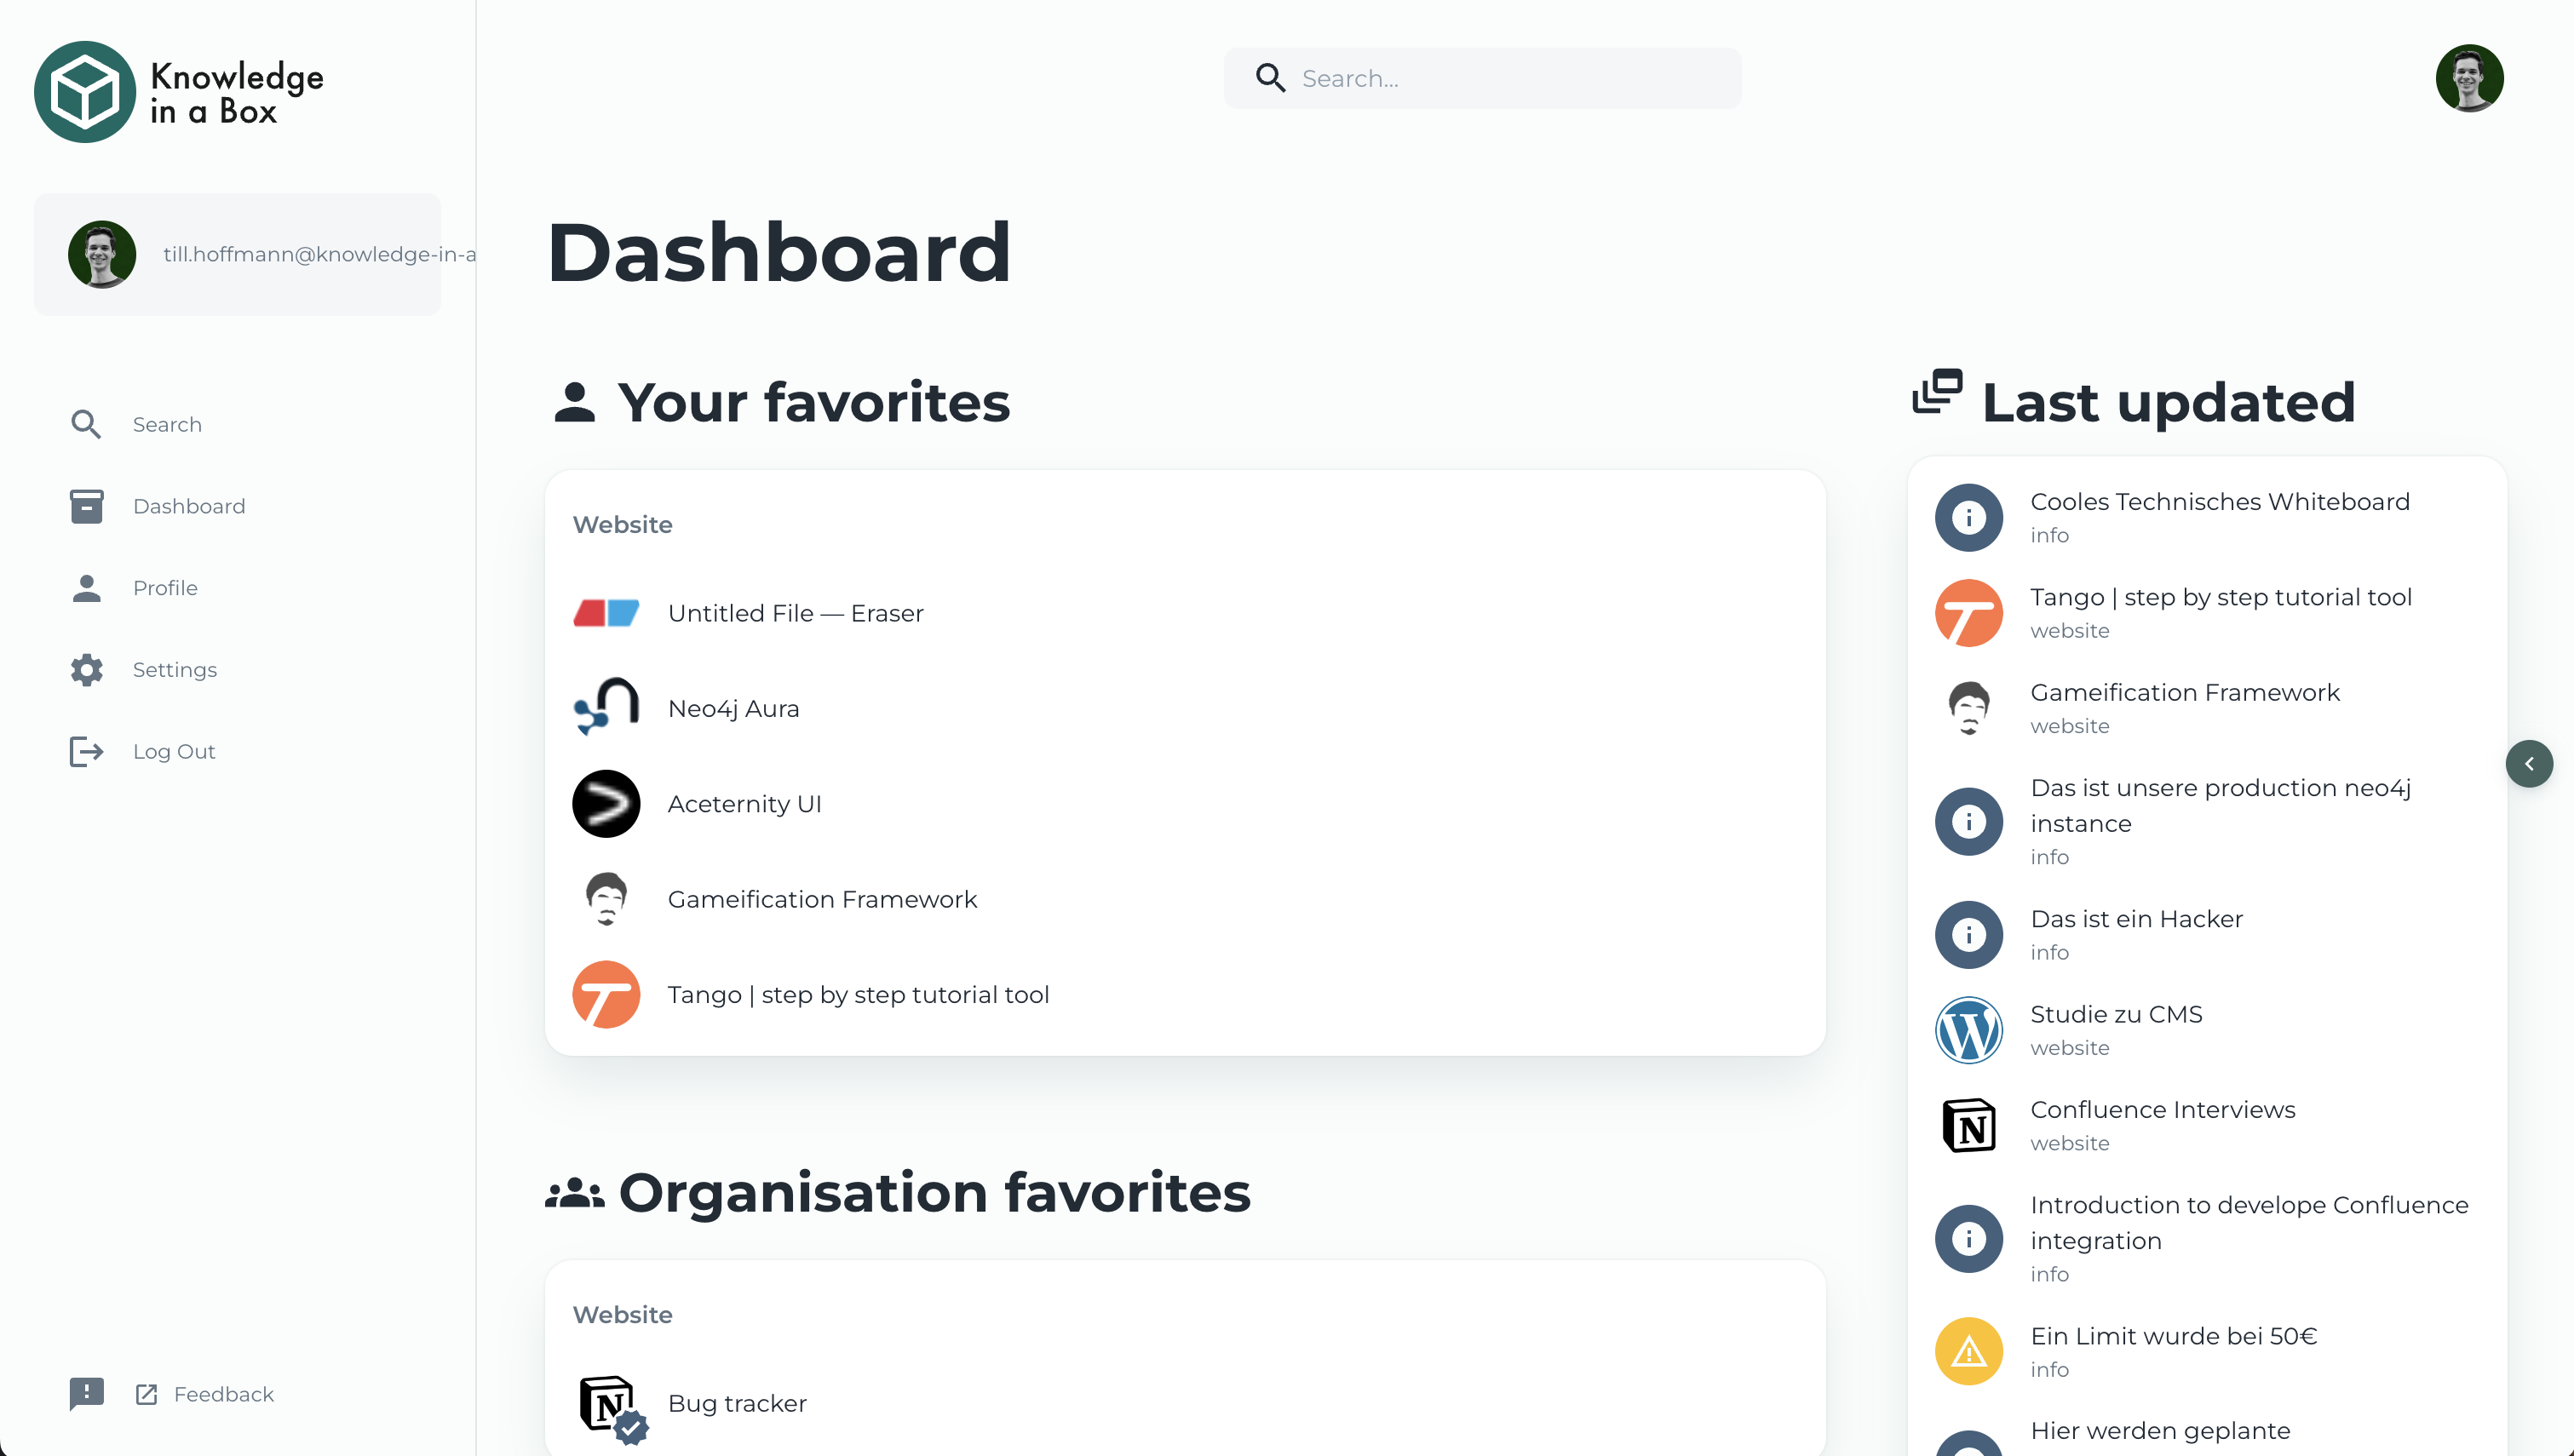 Knowledge
in a Box
Search...
till.hoffmann@knowledge-in-a
Search
Dashboard
Profile
Settings
Log Out
Feedback
Dashboard
Your favorites
Website
Untitled File — Eraser
Neo4j Aura
Aceternity UI
Gameification Framework
Tango | step by step tutorial tool
Organisation favorites
Website
Bug tracker
Last updated
Cooles Technisches Whiteboard
info
Tango | step by step tutorial tool
website
Gameification Framework
website
Das ist unsere production neo4j
instance
info
Das ist ein Hacker
info
Studie zu CMS
website
Confluence Interviews
website
Introduction to develope Confluence
integration
info
Ein Limit wurde bei 50€
info
Hier werden geplante